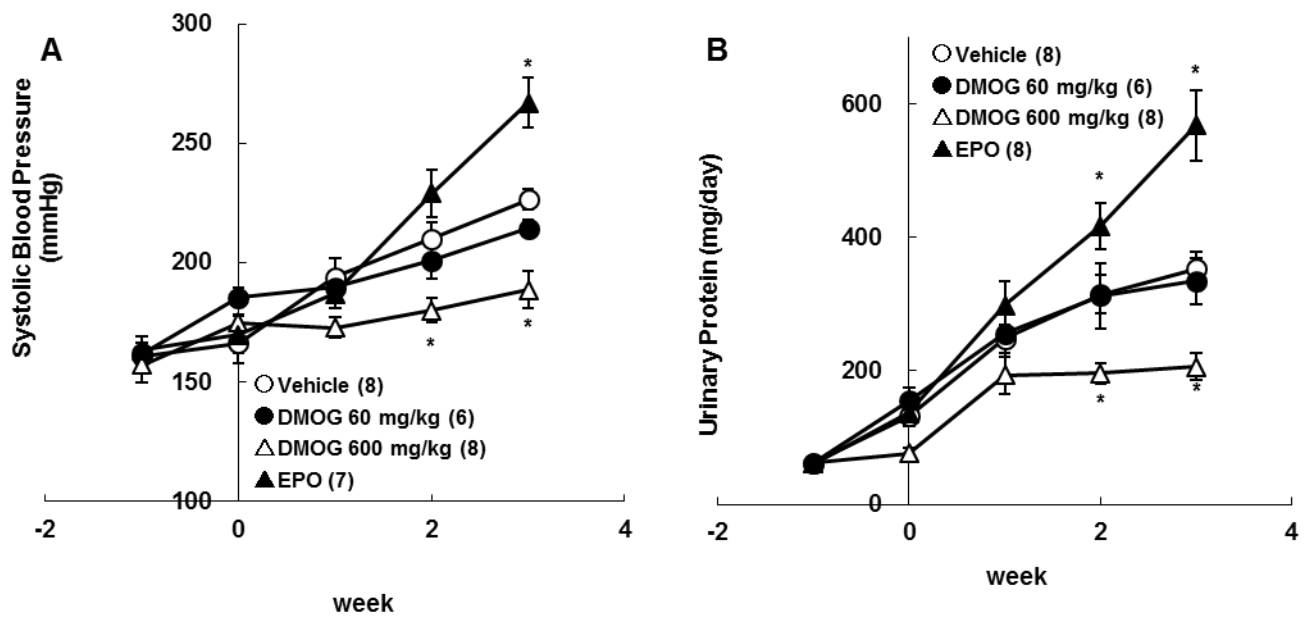 A
Systolic Blood Pressure
(mmHg)
300
250
200
150
100
*
*
*
Vehicle (8)
DMOG 60 mg/kg (6)
DMOG 600 mg/kg (8)
EPO (7)
-2
0
2
4
week
B
Urinary Protein (mg/day)
600
400
200
0
Vehicle (8)
DMOG 60 mg/kg (6)
DMOG 600 mg/kg (8)
EPO (8)
*
*
*
*
-2
0
2
4
week